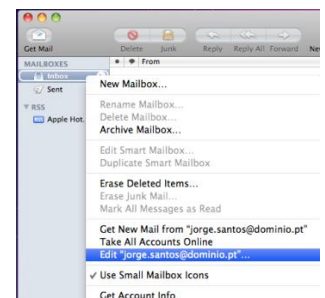 Get Mail
Delete Junk Reply Reply All Forward
MAILBOXES
From
Inbox
Sent
RSS
Apple Hot.
New Mailbox...
Rename Mailbox...
Delete Mailbox...
Archive Mailbox...
Edit Smart Mailbox...
Duplicate Smart Mailbox
Erase Deleted Items...
Erase Junk Mail...
Mark All Messages as Read
Get New Mail from "jorge.santos@dominio.pt"
Take All Accounts Online
Edit "jorge.santos@dominio.pt"...
Use Small Mailbox Icons
Get Account Info